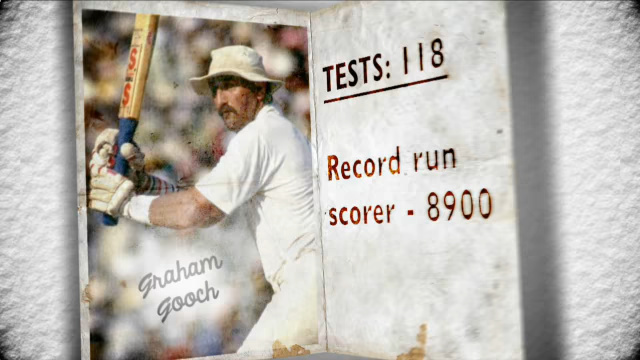 SS
Graham
Gooch
TESTS: 118
Record run
scorer - 8900